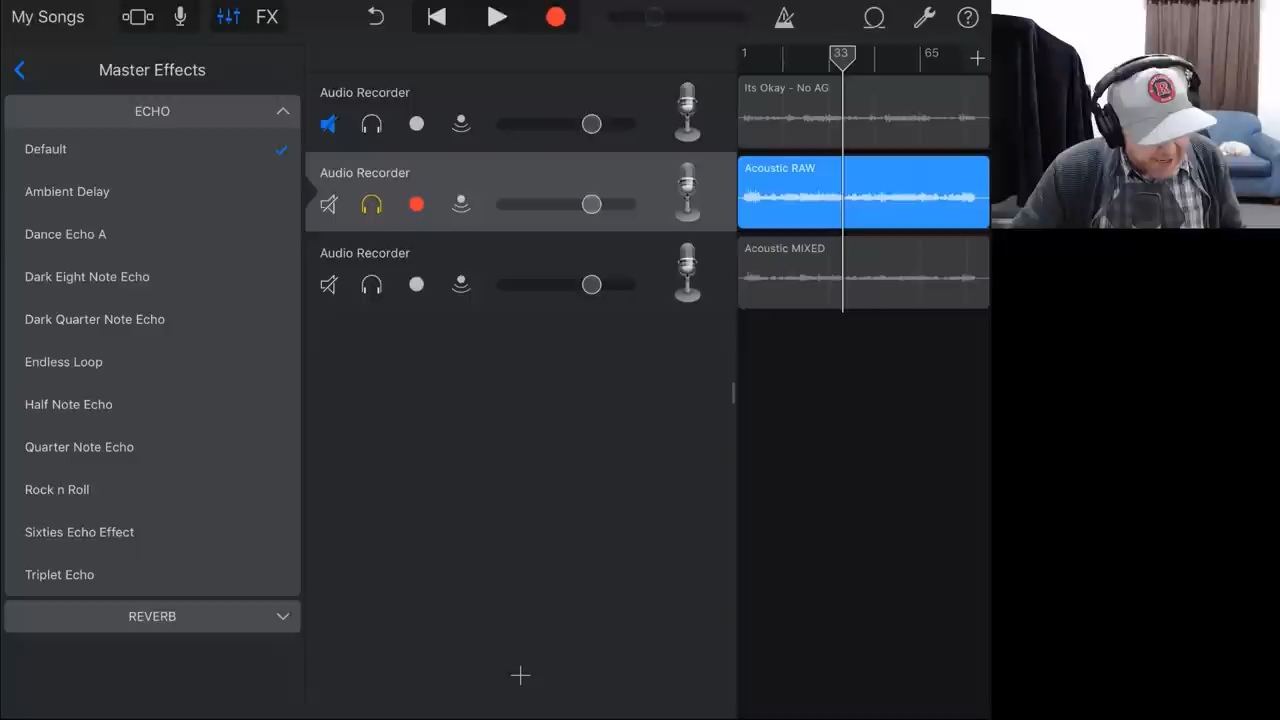 My Songs
FX
Master Effects
ECHO
Default
Ambient Delay
Dance Echo A
Dark Eight Note Echo
Dark Quarter Note Echo
Endless Loop
Half Note Echo
Quarter Note Echo
Rock n Roll
Sixties Echo Effect
Triplet Echo
REVERB
Audio Recorder
Audio Recorder
Audio Recorder
1 33 65
Its Okay - No AG
Acoustic RAW
Acoustic MIXED